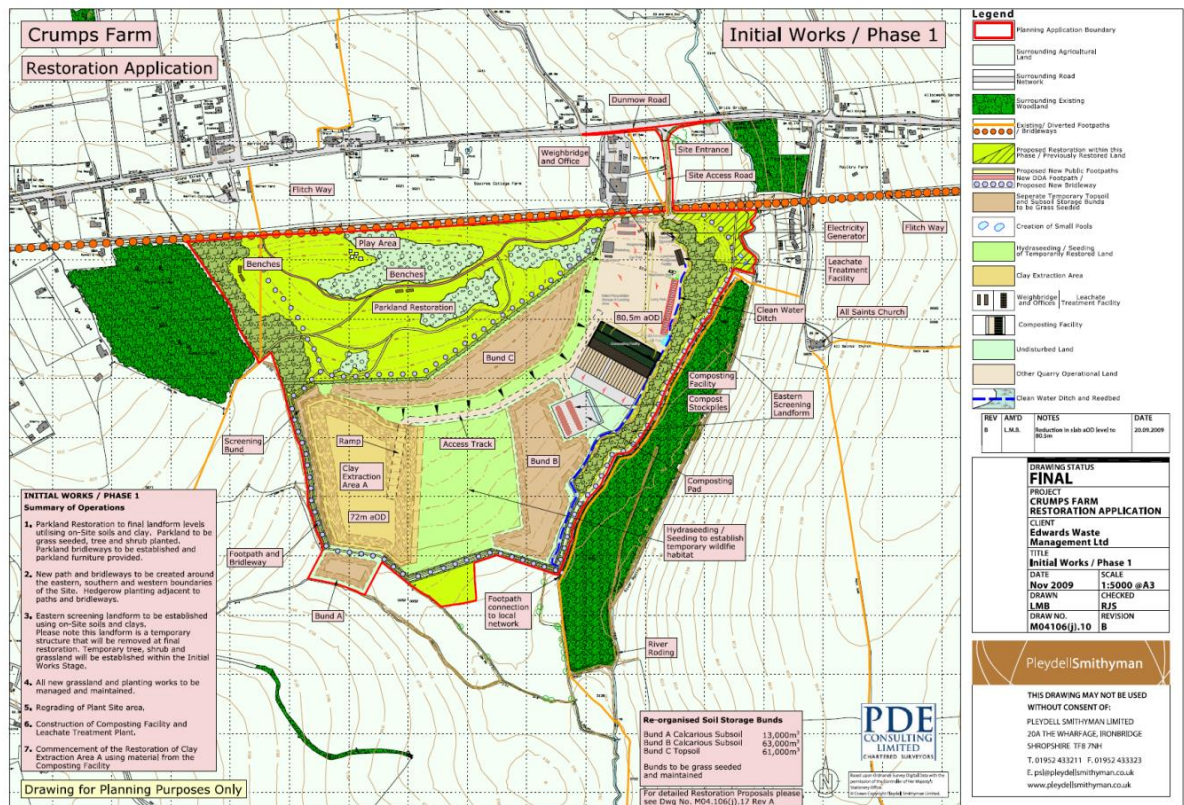 Crumps Farm
Restoration Application
Initial Works / Phase 1
Dunmow Road
Weighbridge
and Office
Site Entrance
Site Access Road
Flitch Way
Play Area
Benches
Benches
Parkland Restoration
Electricity
Generator
Flitch Way
Leachate
Treatment
Facility
80.5m aOD
Clean Water
Ditch
All Saints Church
Bund C
Composting
Facility
Compost
Stockpiles
Eastern
Screening
Landform
Screening
Bund
Ramp
Access Track
Clay
Extraction
Area A
Bund B
Composting
Pad
72m aOD
Hydraseeding /
Seeding to establish
temporary wildlife
habitat
Footpath and
Bridleway
Bund A
Footpath
connection
to local
network
River
Roding
INITIAL WORKS / PHASE 1
Summary of Operations
1. Parkland Restoration to final landform levels
utilising on-Site soils and clay. Parkland to be
grass seeded, tree and shrub planted.
Parkland bridleways to be established and
parkland furniture provided.
2. New path and bridleways to be created around
the eastern, southern and western boundaries
of the Site. Hedgerow planting adjacent to
paths and bridleways.
3. Eastern screening landform to be established
using on-Site soils and clays.
Please note this landform is a temporary
structure that will be removed at final
restoration. Temporary tree, shrub and
grassland will be established within the Initial
Works Stage.
4. All new grassland and planting works to be
managed and maintained.
5. Regrading of Plant Site area.
6. Construction of Composting Facility and
Leachate Treatment Plant.
7. Commencement of the Restoration of Clay
Extraction Area A using material from the
Composting Facility
Drawing for Planning Purposes Only
Re-organised Soil Storage Bunds
Bund A Calcarious Subsoil 13,000m³
Bund B Calcarious Subsoil 63,000m³
Bund C Topsoil 61,000m³
Bunds to be grass seeded
and maintained
For detailed Restoration Proposals please
see Dwg No. M04.106(j).17 Rev A
PDE
CONSULTING
LIMITED
CHARTERED SURVEYORS
N
Legend
Planning Application Boundary
Surrounding Agricultural
Land
Surrounding Road
Network
Surrounding Existing
Woodland
Existing/ Diverted Footpaths
/ Bridleways
Proposed Restoration within this
Phase / Previously Restored Land
Proposed New Public Footpaths
New DDA Footpath /
Proposed New Bridleway
Seperate Temporary Topsoil
and Subsoil Storage Bunds
to be Grass Seeded
Creation of Small Pools
Hydraseeding / Seeding
of Temporarily Restored Land
Clay Extraction Area
Weighbridge
and Offices
Leachate
Treatment Facility
Composting Facility
Undisturbed Land
Other Quarry Operational Land
Clean Water Ditch and Reedbed
REV AM'D NOTES DATE
B L.M.B. Reduction in slab aOD level to
80.5m 20.09.2009
DRAWING STATUS
FINAL
PROJECT
CRUMPS FARM
RESTORATION APPLICATION
CLIENT
Edwards Waste
Management Ltd
TITLE
Initial Works / Phase 1
DATE SCALE
Nov 2009 1:5000 @A3
DRAWN CHECKED
LMB RJS
DRAW NO. REVISION
M04106(j).10 B
PleydellSmithyman
THIS DRAWING MAY NOT BE USED
WITHOUT CONSENT OF:
PLEYDELL SMITHYMAN LIMITED
20A THE WHARFAGE, IRONBRIDGE
SHROPSHIRE TF8 7NH
T. 01952 433211 F. 01952 433323
E. psl@pleydellsmithyman.co.uk
www.pleydellsmithyman.co.uk